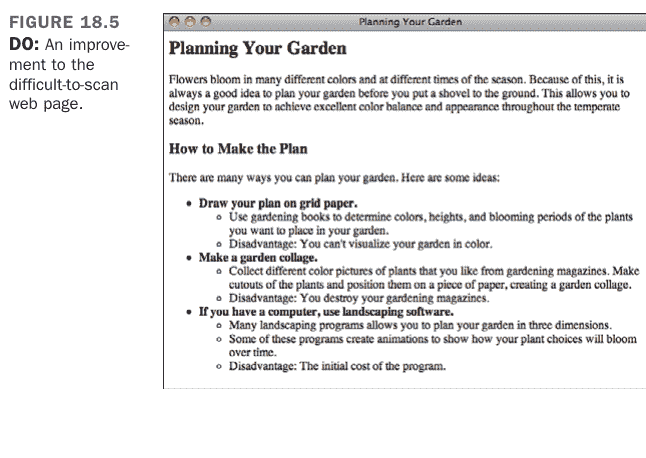 FIGURE 18.5
DO: An improve-
ment to the
difficult-to-scan
web page.
Planning Your Garden
Planning Your Garden
Flowers bloom in many different colors and at different times of the season. Because of this, it is
always a good idea to plan your garden before you put a shovel to the ground. This allows you to
design your garden to achieve excellent color balance and appearance throughout the temperate
season.
How to Make the Plan
There are many ways you can plan your garden. Here are some ideas:
• Draw your plan on grid paper.
○ Use gardening books to determine colors, heights, and blooming periods of the plants
you want to place in your garden.
○ Disadvantage: You can't visualize your garden in color.
• Make a garden collage.
○ Collect different color pictures of plants that you like from gardening magazines. Make
cutouts of the plants and position them on a piece of paper, creating a garden collage.
○ Disadvantage: You destroy your gardening magazines.
• If you have a computer, use landscaping software.
○ Many landscaping programs allows you to plan your garden in three dimensions.
○ Some of these programs create animations to show how your plant choices will bloom
over time.
○ Disadvantage: The initial cost of the program.